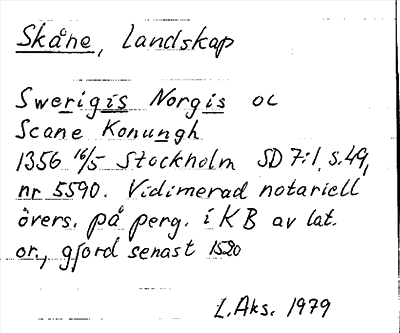 Skåne, landskap
Swerigis Norgis oc
Scane Konungh
1356 16/5 Stockholm SD 7:1, s. 49,
nr 5590. Vidimerad notariell
övers. på perg. i KB av lat.
or., gjord senast 1520
L. Aks. 1979